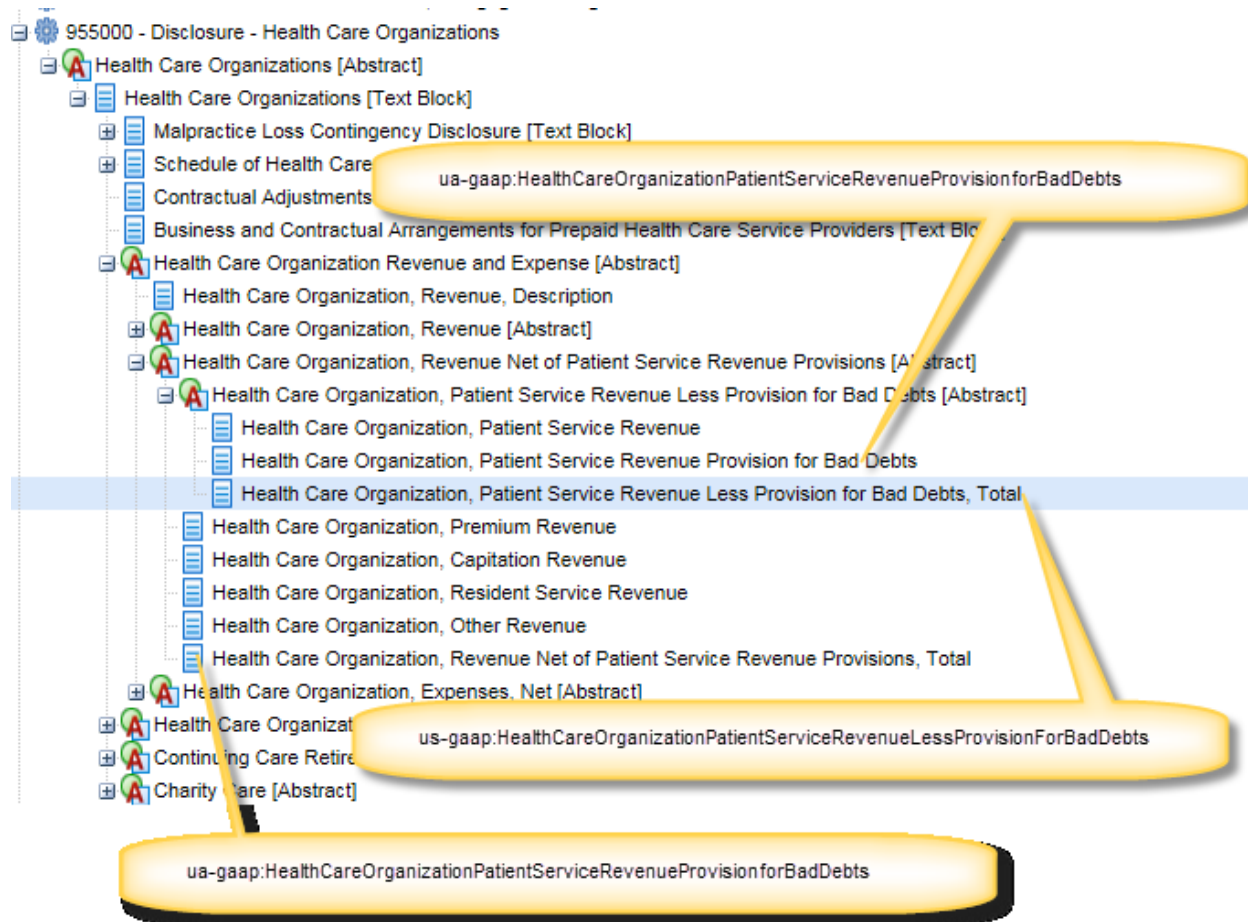 955000 - Disclosure - Health Care Organizations
Health Care Organizations [Abstract]
Health Care Organizations [Text Block]
Malpractice Loss Contingency Disclosure [Text Block]
Schedule of Health Care
ua-gaap:HealthCareOrganizationPatientServiceRevenueProvisionforBadDebts
Contractual Adjustments
Business and Contractual Arrangements for Prepaid Health Care Service Providers [Text
Health Care Organization Revenue and Expense [Abstract]
Health Care Organization, Revenue, Description
Health Care Organization, Revenue [Abstract]
Health Care Organization, Revenue Net of Patient Service Revenue Provisions [Abstract]
Health Care Organization, Patient Service Revenue Less Provision for Bad Debts [Abstract]
Health Care Organization, Patient Service Revenue
Health Care Organization, Patient Service Revenue Provision for Bad Debts
Health Care Organization, Patient Service Revenue Less Provision for Bad Debts, Total
Health Care Organization, Premium Revenue
Health Care Organization, Capitation Revenue
Health Care Organization, Resident Service Revenue
Health Care Organization, Other Revenue
Health Care Organization, Revenue Net of Patient Service Revenue Provisions, Total
Health Care Organization, Expenses, Net [Abstract]
Health Care Organizat
us-gaap:HealthCareOrganizationPatientServiceRevenueLessProvisionForBadDebts
Continuing Care Retire
Charity Care [Abstract]
ua-gaap:HealthCareOrganizationPatientServiceRevenueProvisionforBadDebts